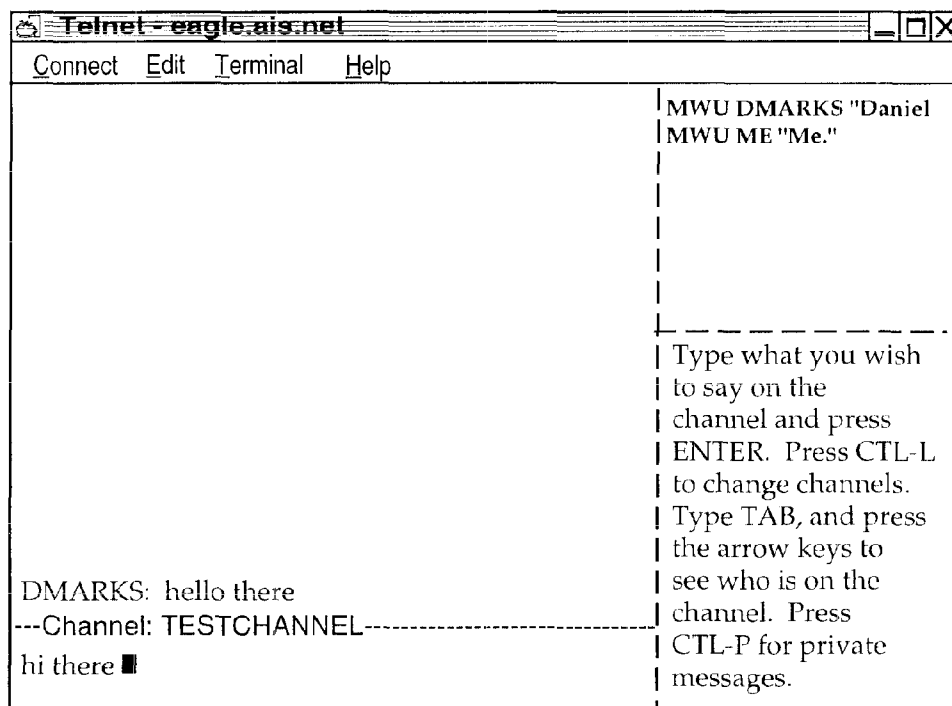 Telnet - eagle.ais.net
Connect Edit Terminal Help
MWU DMARKS "Daniel
MWU ME "Me."
Type what you wish
to say on the
channel and press
ENTER. Press CTL-L
to change channels.
Type TAB, and press
the arrow keys to
see who is on the
channel. Press
CTL-P for private
messages.
DMARKS: hello there
---Channel: TESTCHANNEL---------------------------
hi there